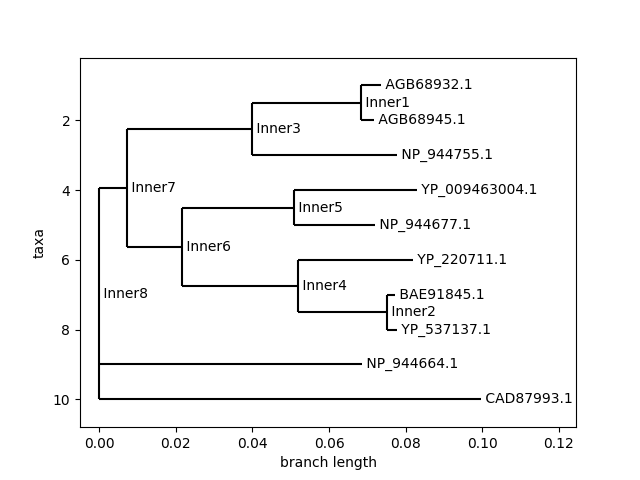 AGB68932.1
Inner1
AGB68945.1
Inner3
NP_944755.1
Inner7
YP_009463004.1
Inner5
NP_944677.1
Inner6
YP_220711.1
Inner4
BAE91845.1
Inner8
Inner2
YP_537137.1
NP_944664.1
CAD87993.1
2
4
6
8
10
taxa
0.00 0.02 0.04 0.06 0.08 0.10 0.12
branch length